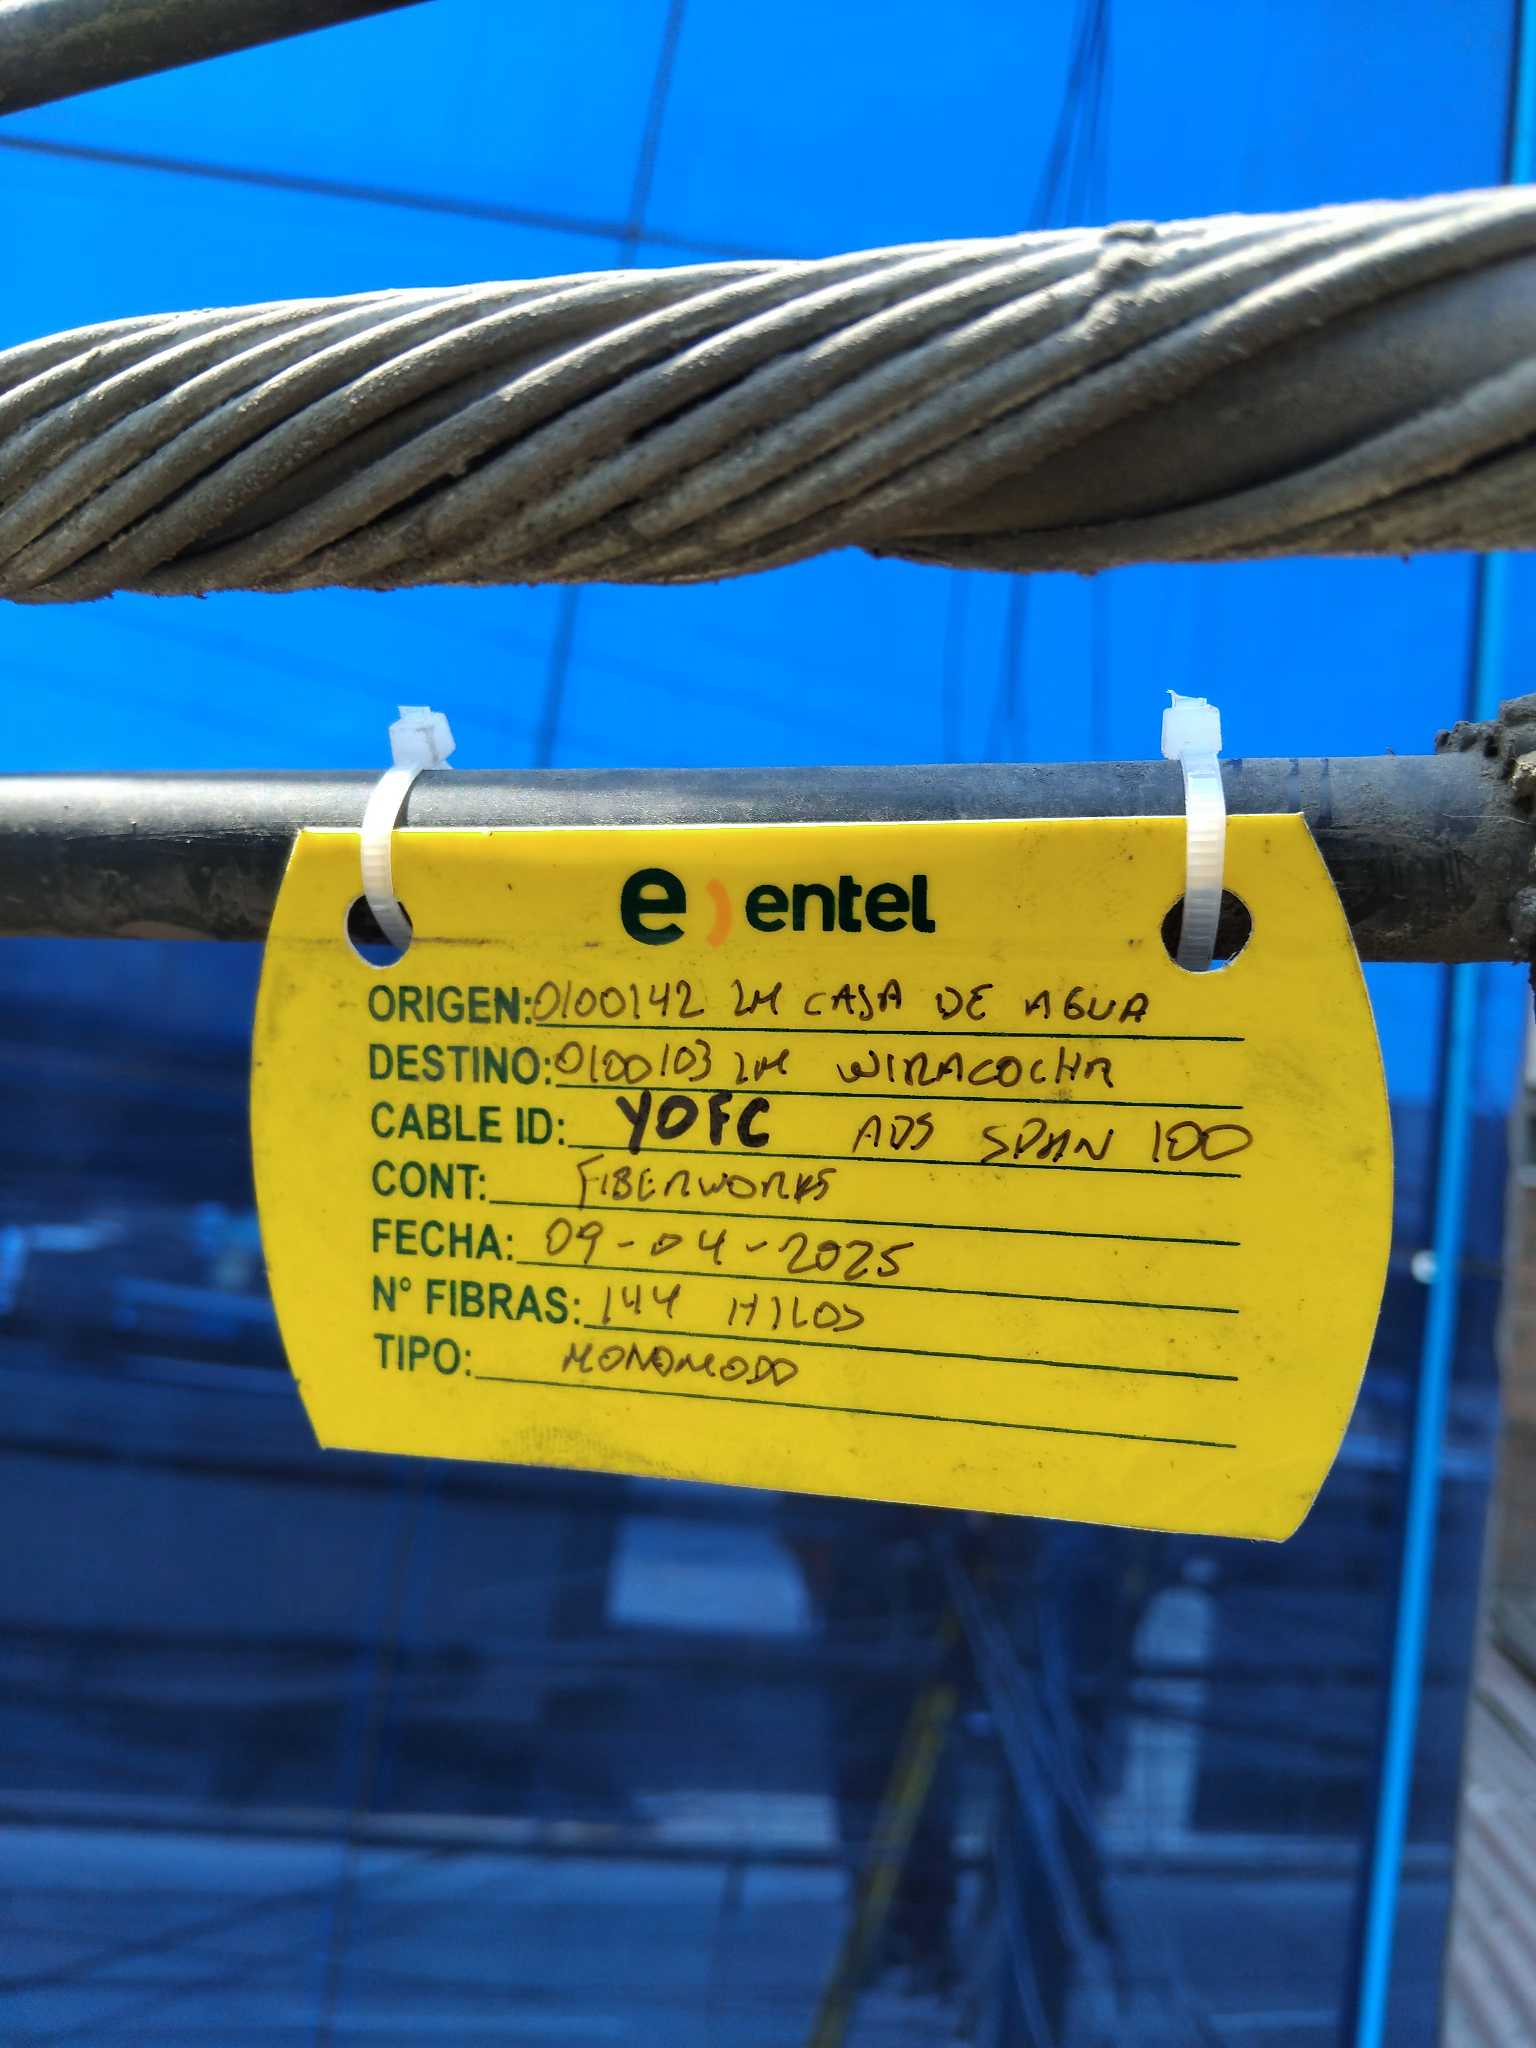 e) entel
ORIGEN: 0100142 LM CASA DE AGUA
DESTINO: 0100103 LM WIRACOCHA
CABLE ID: YOFC ADS SPAN 100
CONT: FIBERWORKS
FECHA: 09-04-2025
N° FIBRAS: 144 HILOS
TIPO: MONOMODO